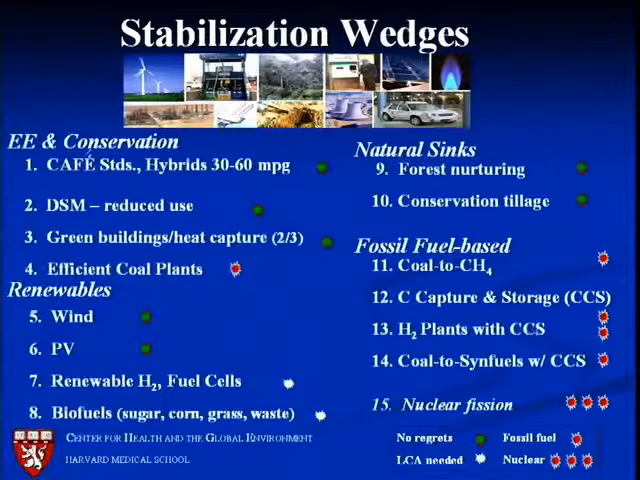 Stabilization Wedges
EE & Conservation
1. CAFÉ Stds., Hybrids 30-60 mpg
2. DSM – reduced use
3. Green buildings/heat capture (2/3)
4. Efficient Coal Plants
Renewables
5. Wind
6. PV
7. Renewable H₂, Fuel Cells
8. Biofuels (sugar, corn, grass, waste)
Natural Sinks
9. Forest nurturing
10. Conservation tillage
Fossil Fuel-based
11. Coal-to-CH₄
12. C Capture & Storage (CCS)
13. H₂ Plants with CCS
14. Coal-to-Synfuels w/ CCS
15. Nuclear fission
CENTER FOR HEALTH AND THE GLOBAL ENVIRONMENT
HARVARD MEDICAL SCHOOL
No regrets
Fossil fuel
LCA needed
Nuclear